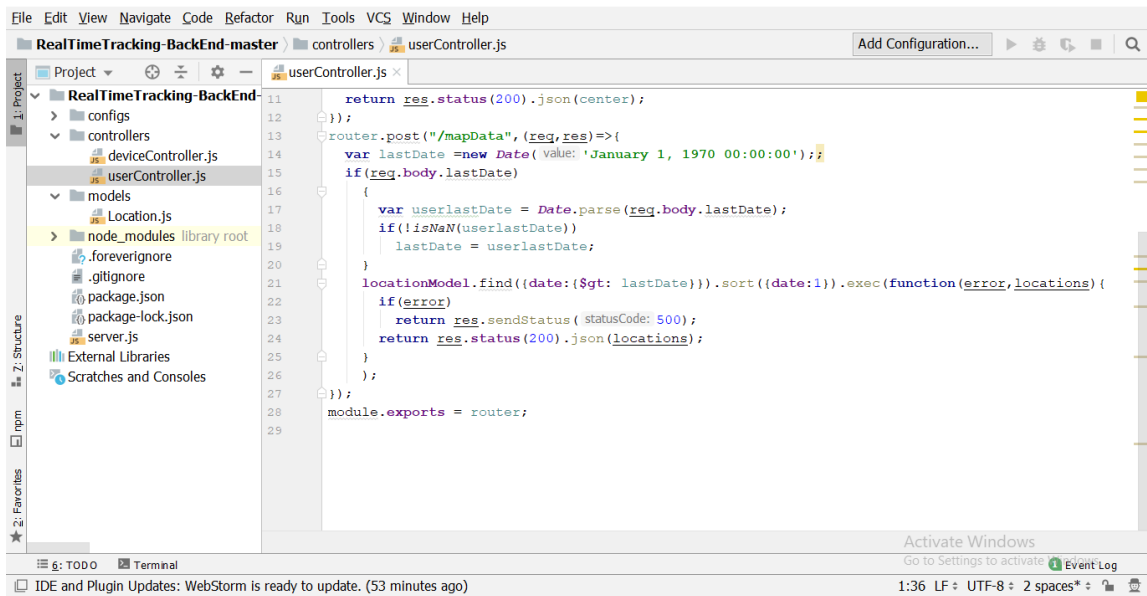 File Edit View Navigate Code Refactor Run Tools VCS Window Help
RealTimeTracking-BackEnd-master controllers userController.js Add Configuration...
1: Project
Project
userController.js
RealTimeTracking-BackEnd-
configs
controllers
deviceController.js
userController.js
models
Location.js
node_modules library root
.foreverignore
.gitignore
package.json
package-lock.json
server.js
External Libraries
Scratches and Consoles
11 return res.status(200).json(center);
12 });
13 router.post("/mapData",(req,res)=>{
14 var lastDate =new Date( value: 'January 1, 1970 00:00:00');;
15 if(req.body.lastDate)
16 {
17 var userlastDate = Date.parse(req.body.lastDate);
18 if(!isNaN(userlastDate))
19 lastDate = userlastDate;
20 }
21 locationModel.find({date:{$gt: lastDate}}).sort({date:1}).exec(function(error,locations){
22 if(error)
23 return res.sendStatus( statusCode: 500);
24 return res.status(200).json(locations);
25 }
26 );
27 });
28 module.exports = router;
29
Z: Structure
npm
2: Favorites
Activate Windows
Go to Settings to activate Windows.
6: TODO Terminal
1 Event Log
IDE and Plugin Updates: WebStorm is ready to update. (53 minutes ago) 1:36 LF UTF-8 2 spaces*